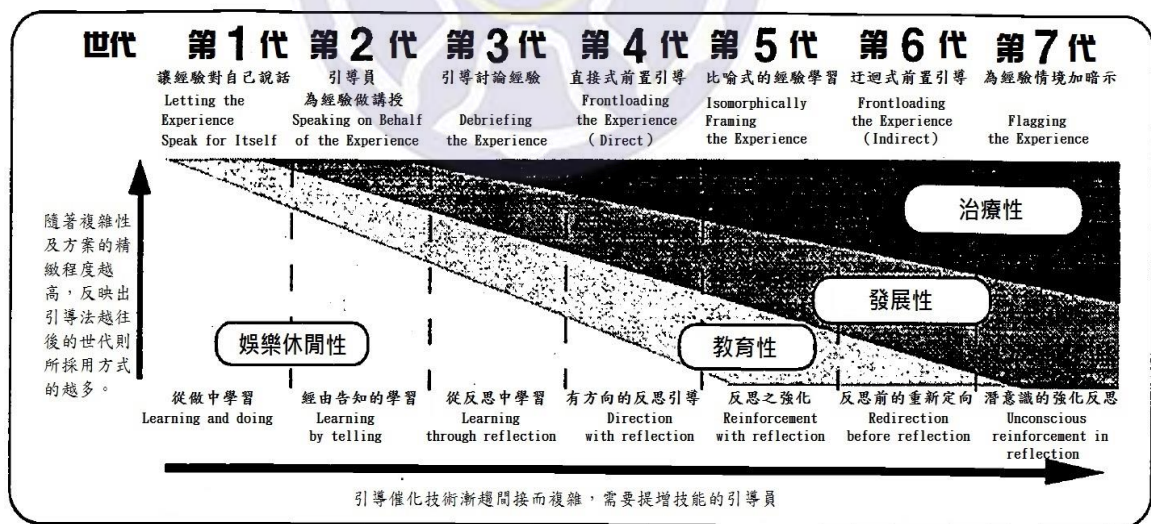 世代 第1代 第2代 第3代 第4代 第5代 第6代 第7代
讓經驗對自己說話
Letting the
Experience
Speak for Itself
引導員
為經驗做講授
Speaking on Behalf
of the Experience
引導討論經驗
Debriefing
the Experience
直接式前置引導
Frontloading
the Experience
(Direct)
比喻式的經驗學習
Isomorphically
Framing
the Experience
迂迴式前置引導
Frontloading
the Experience
(Indirect)
為經驗情境加暗示
Flagging
the Experience
隨著複雜性
及方案的精
緻程度越
高,反映出
引導法越往
後的世代則
所採用方式
的越多。
治療性
發展性
教育性
娛樂休閒性
從做中學習
Learning and doing
經由告知的學習
Learning
by telling
從反思中學習
Learning
through reflection
有方向的反思引導
Direction
with reflection
反思之強化
Reinforcement
with reflection
反思前的重新定向
Redirection
before reflection
潛意識的強化反思
Unconscious
reinforcement in
reflection
引導催化技術漸趨間接而複雜,需要提增技能的引導員